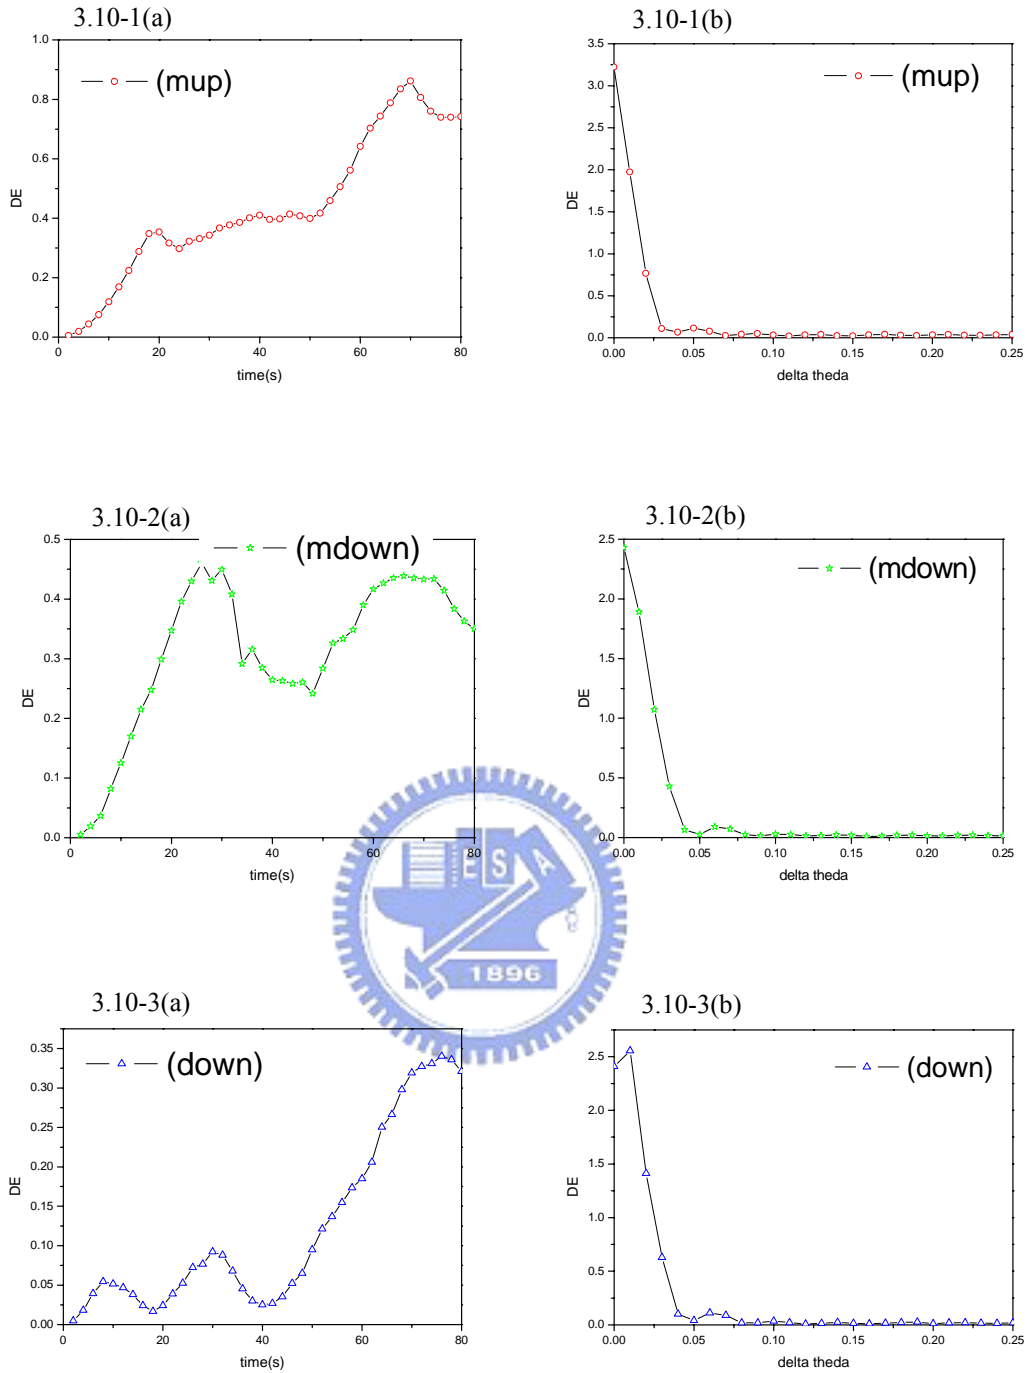 3.10-1(a)
1.0
0.8
0.6
0.4
0.2
0.0
DE
(mup)
0 20 40 60 80
time(s)
3.10-1(b)
3.5
3.0
2.5
2.0
1.5
1.0
0.5
0.0
DE
(mup)
0.00 0.05 0.10 0.15 0.20 0.25
delta theda
3.10-2(a)
0.5
0.4
0.3
0.2
0.1
0.0
DE
(mdown)
0 20 40 60 80
time(s)
3.10-2(b)
2.5
2.0
1.5
1.0
0.5
0.0
DE
(mdown)
0.00 0.05 0.10 0.15 0.20 0.25
delta theda
E S A
1896
3.10-3(a)
0.35
0.30
0.25
0.20
0.15
0.10
0.05
0.00
DE
(down)
0 20 40 60 80
time(s)
3.10-3(b)
2.5
2.0
1.5
1.0
0.5
0.0
DE
(down)
0.00 0.05 0.10 0.15 0.20 0.25
delta theda